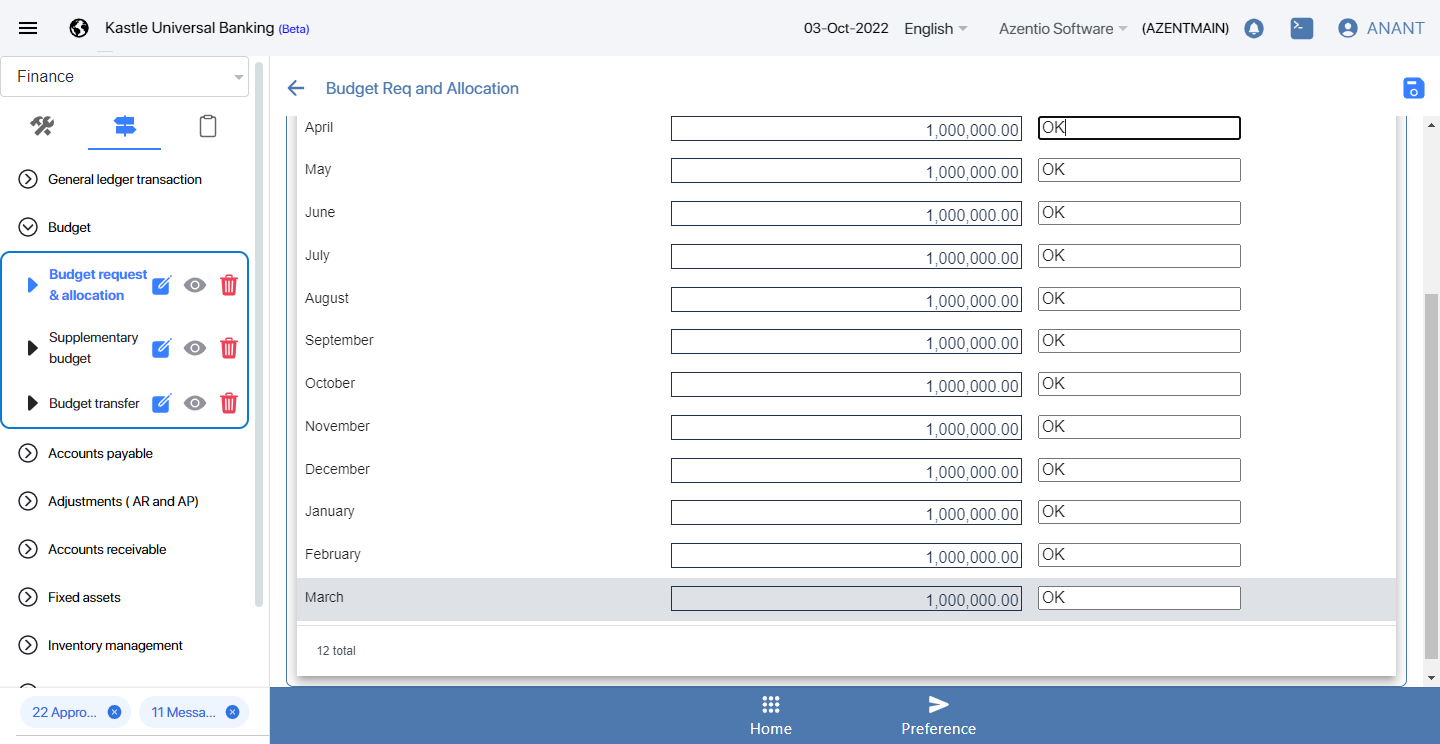 Kastle Universal Banking (Beta)
03-Oct-2022
English
Azentio Software
(AZENTMAIN)
ANANT
Finance
Budget Req and Allocation
General ledger transaction
Budget
Budget request
& allocation
Supplementary
budget
Budget transfer
Accounts payable
Adjustments ( AR and AP)
Accounts receivable
Fixed assets
Inventory management
22 Appro...
11 Messa...
April 1,000,000.00 OK
May 1,000,000.00 OK
June 1,000,000.00 OK
July 1,000,000.00 OK
August 1,000,000.00 OK
September 1,000,000.00 OK
October 1,000,000.00 OK
November 1,000,000.00 OK
December 1,000,000.00 OK
January 1,000,000.00 OK
February 1,000,000.00 OK
March 1,000,000.00 OK
12 total
Home
Preference